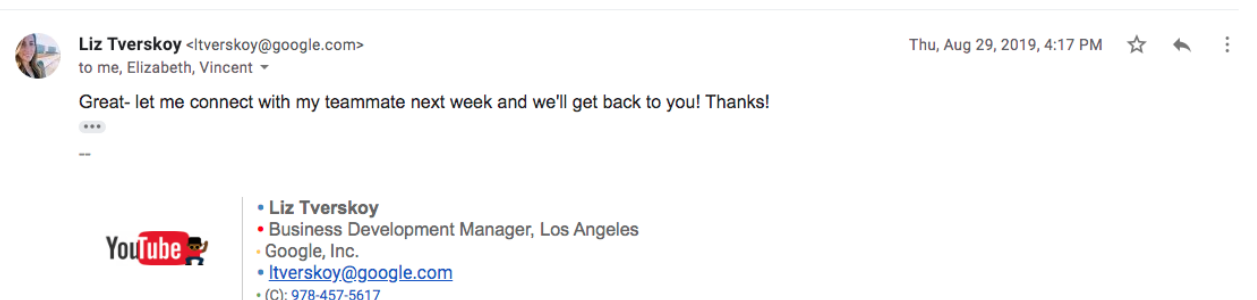 Liz Tverskoy <ltverskoy@google.com> Thu, Aug 29, 2019, 4:17 PM
to me, Elizabeth, Vincent
Great- let me connect with my teammate next week and we'll get back to you! Thanks!
--
YouTube
• Liz Tverskoy
• Business Development Manager, Los Angeles
• Google, Inc.
• ltverskoy@google.com
• (C): 978-457-5617